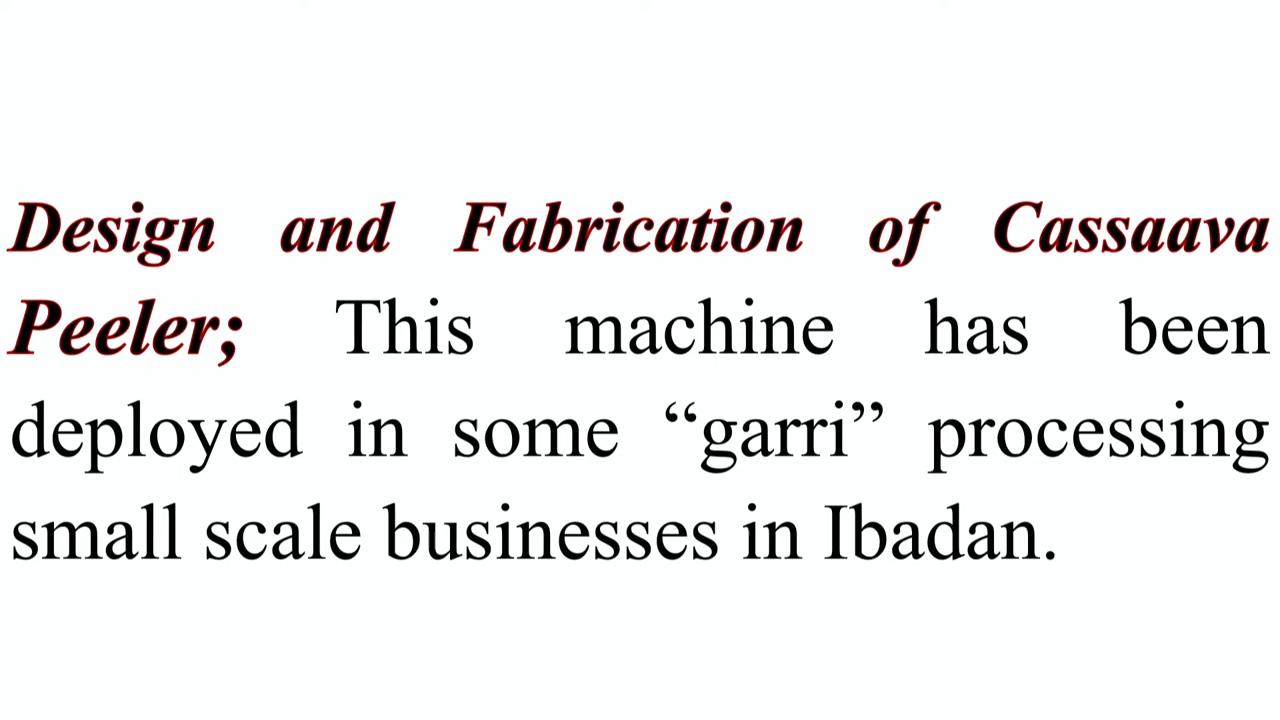 Design and Fabrication of Cassaava
Peeler; This machine has been
deployed in some “garri” processing
small scale businesses in Ibadan.